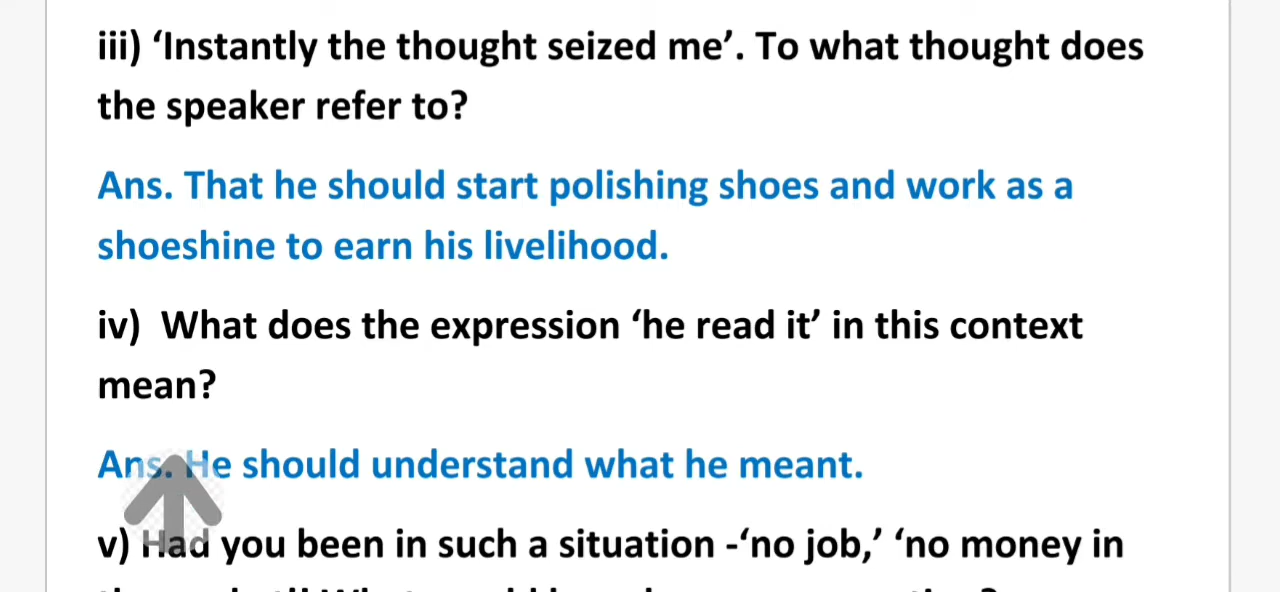 iii) ‘Instantly the thought seized me’. To what thought does
the speaker refer to?
Ans. That he should start polishing shoes and work as a
shoeshine to earn his livelihood.
iv)  What does the expression ‘he read it’ in this context
mean?
Ans. He should understand what he meant.
v) Had you been in such a situation -‘no job,’ ‘no money in